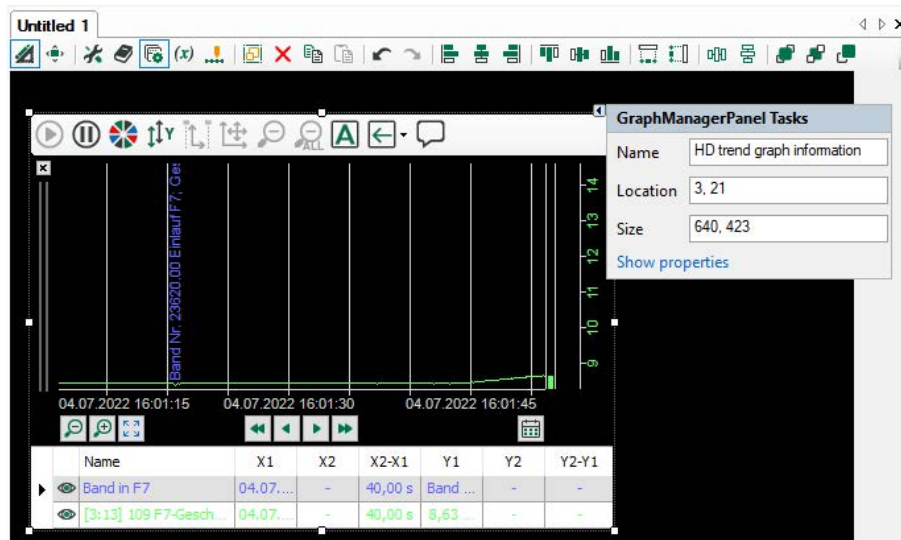 Untitled 1
(x)
GraphManagerPanel Tasks
Name HD trend graph information
Location 3, 21
Size 640, 423
Show properties
Y ALL A
Band Nr. 23620.00 Einlauf F7; Ges
14
13
12
11
10
9
04.07.2022 16:01:15 04.07.2022 16:01:30 04.07.2022 16:01:45
Name X1 X2 X2-X1 Y1 Y2 Y2-Y1
Band in F7 04.07.... - 40,00 s Band ... - -
[3:13] 109 F7-Gesch... 04.07.... - 40,00 s 8,63 ... - -